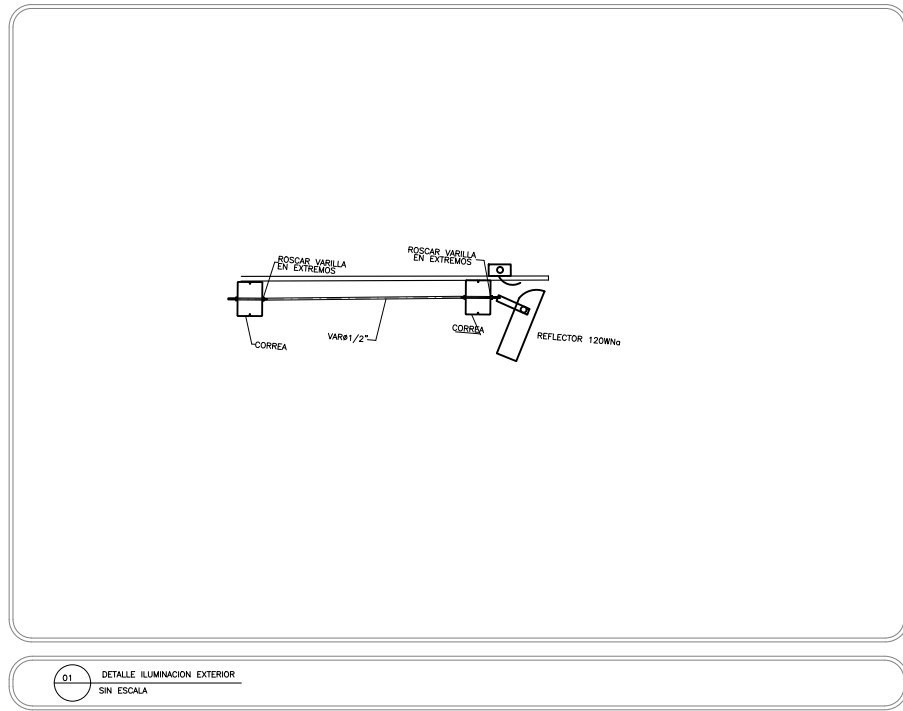 ROSCAR VARILLA
EN EXTREMOS
ROSCAR VARILLA
EN EXTREMOS
CORREA
VARø1/2"
CORREA
REFLECTOR 120WNa
01
DETALLE ILUMINACION EXTERIOR
SIN ESCALA